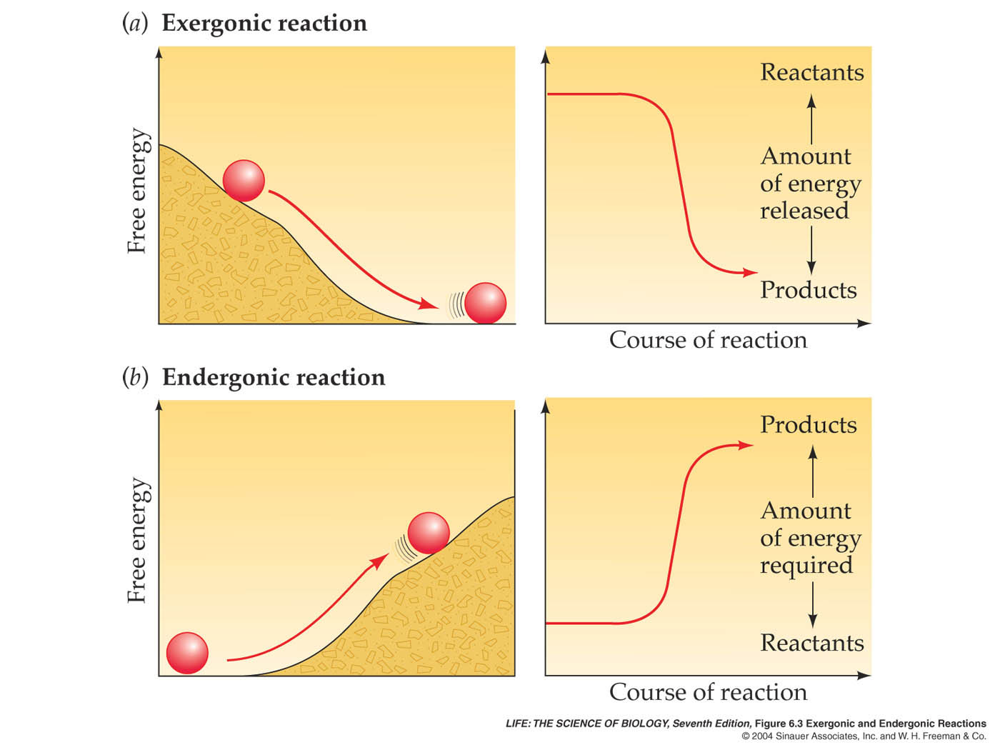 (a) Exergonic reaction
Free energy
Reactants
Amount
of energy
released
Products
Course of reaction
(b) Endergonic reaction
Free energy
Products
Amount
of energy
required
Reactants
Course of reaction
LIFE: THE SCIENCE OF BIOLOGY, Seventh Edition, Figure 6.3 Exergonic and Endergonic Reactions
© 2004 Sinauer Associates, Inc. and W. H. Freeman & Co.